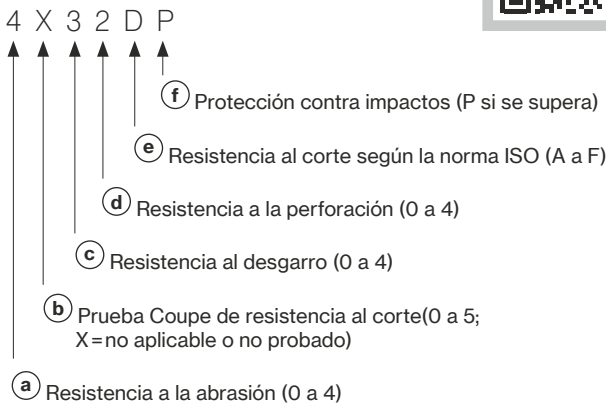 4 X 3 2 D P
f Protección contra impactos (P si se supera)
e Resistencia al corte según la norma ISO (A a F)
d Resistencia a la perforación (0 a 4)
c Resistencia al desgarro (0 a 4)
b Prueba Coupe de resistencia al corte(0 a 5;
X=no aplicable o no probado)
a Resistencia a la abrasión (0 a 4)